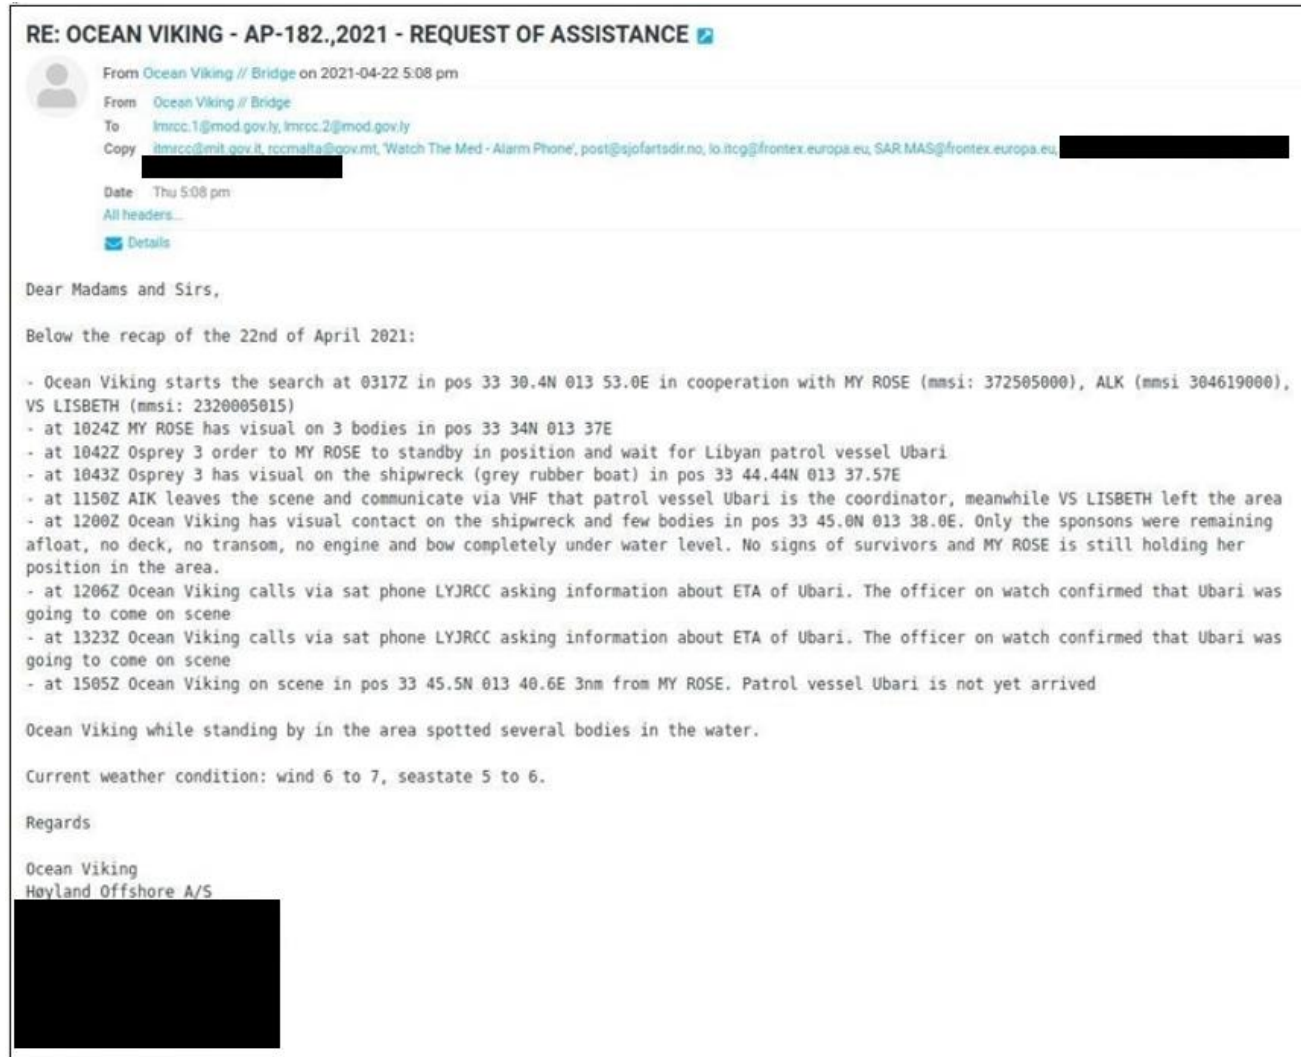 RE: OCEAN VIKING - AP-182.,2021 - REQUEST OF ASSISTANCE
From Ocean Viking // Bridge on 2021-04-22 5:08 pm
From Ocean Viking // Bridge
To lmrcc.1@mod.gov.ly, lmrcc.2@mod.gov.ly
Copy itmrcc@mit.gov.it, rccmalta@gov.mt, 'Watch The Med - Alarm Phone', post@sjofartsdir.no, lo.itcg@frontex.europa.eu, SAR.MAS@frontex.europa.eu,
Date Thu 5:08 pm
All headers...
Details
Dear Madams and Sirs,
Below the recap of the 22nd of April 2021:
- Ocean Viking starts the search at 0317Z in pos 33 30.4N 013 53.0E in cooperation with MY ROSE (mmsi: 372505000), ALK (mmsi 304619000),
VS LISBETH (mmsi: 2320005015)
- at 1024Z MY ROSE has visual on 3 bodies in pos 33 34N 013 37E
- at 1042Z Osprey 3 order to MY ROSE to standby in position and wait for Libyan patrol vessel Ubari
- at 1043Z Osprey 3 has visual on the shipwreck (grey rubber boat) in pos 33 44.44N 013 37.57E
- at 1150Z AIK leaves the scene and communicate via VHF that patrol vessel Ubari is the coordinator, meanwhile VS LISBETH left the area
- at 1200Z Ocean Viking has visual contact on the shipwreck and few bodies in pos 33 45.0N 013 38.0E. Only the sponsons were remaining
afloat, no deck, no transom, no engine and bow completely under water level. No signs of survivors and MY ROSE is still holding her
position in the area.
- at 1206Z Ocean Viking calls via sat phone LYJRCC asking information about ETA of Ubari. The officer on watch confirmed that Ubari was
going to come on scene
- at 1323Z Ocean Viking calls via sat phone LYJRCC asking information about ETA of Ubari. The officer on watch confirmed that Ubari was
going to come on scene
- at 1505Z Ocean Viking on scene in pos 33 45.5N 013 40.6E 3nm from MY ROSE. Patrol vessel Ubari is not yet arrived
Ocean Viking while standing by in the area spotted several bodies in the water.
Current weather condition: wind 6 to 7, seastate 5 to 6.
Regards
Ocean Viking
Høyland Offshore A/S